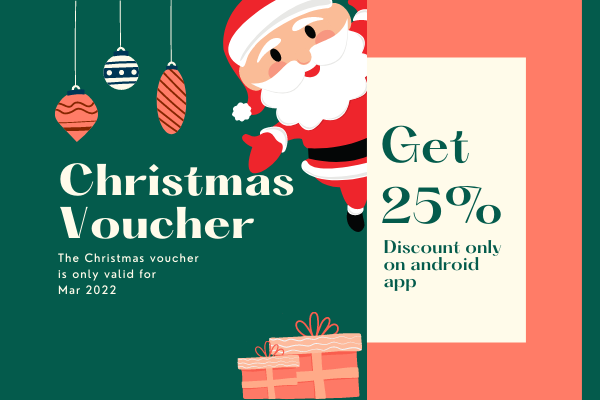 Christmas
Voucher
The Christmas voucher
is only valid for
Mar 2022
Get
25%
Discount only
on android
app